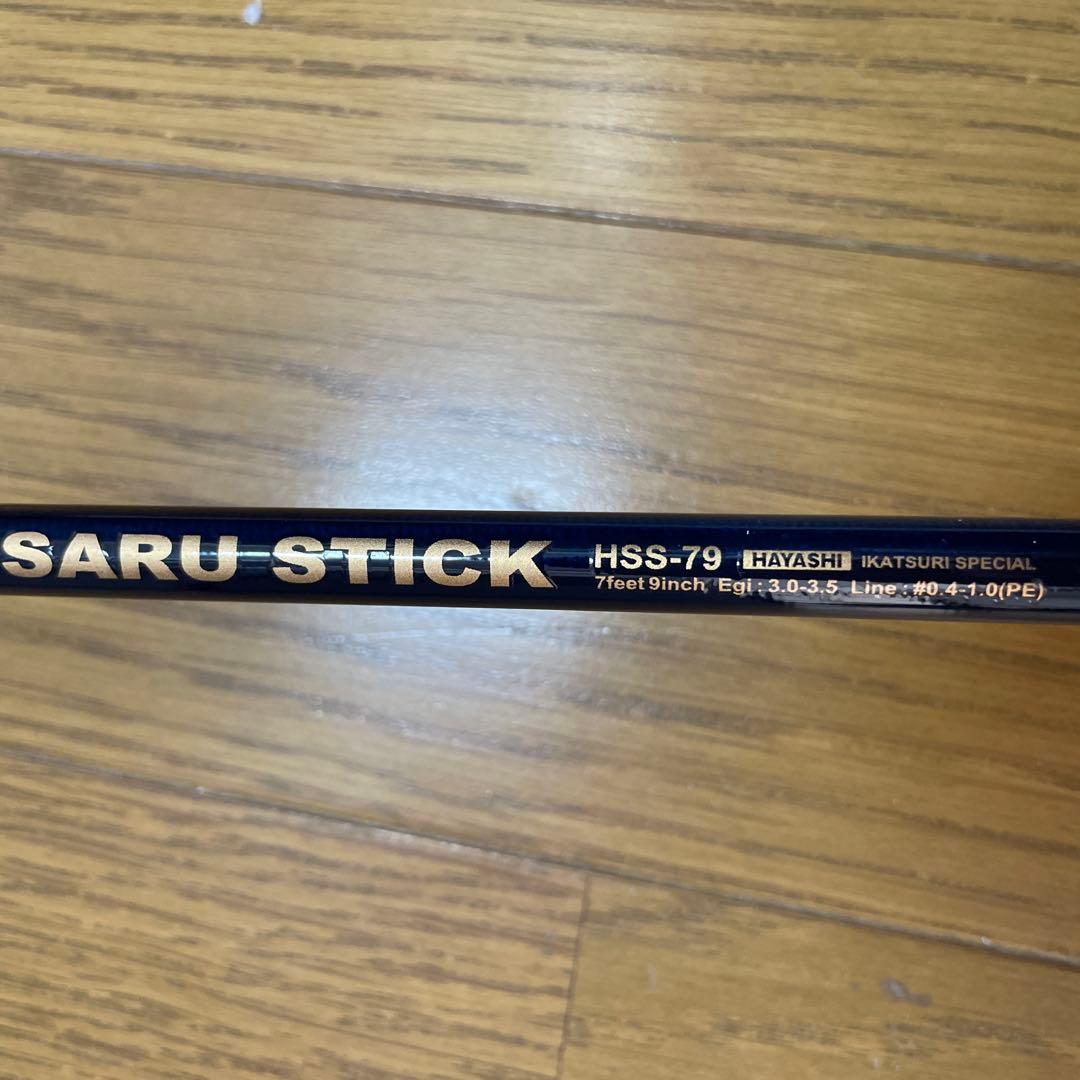 SARU STICK HSS-79 HAYASHI IKATSURI SPECIAL
7feet 9inch Egi : 3.0-3.5 Line : #0.4-1.0(PE)